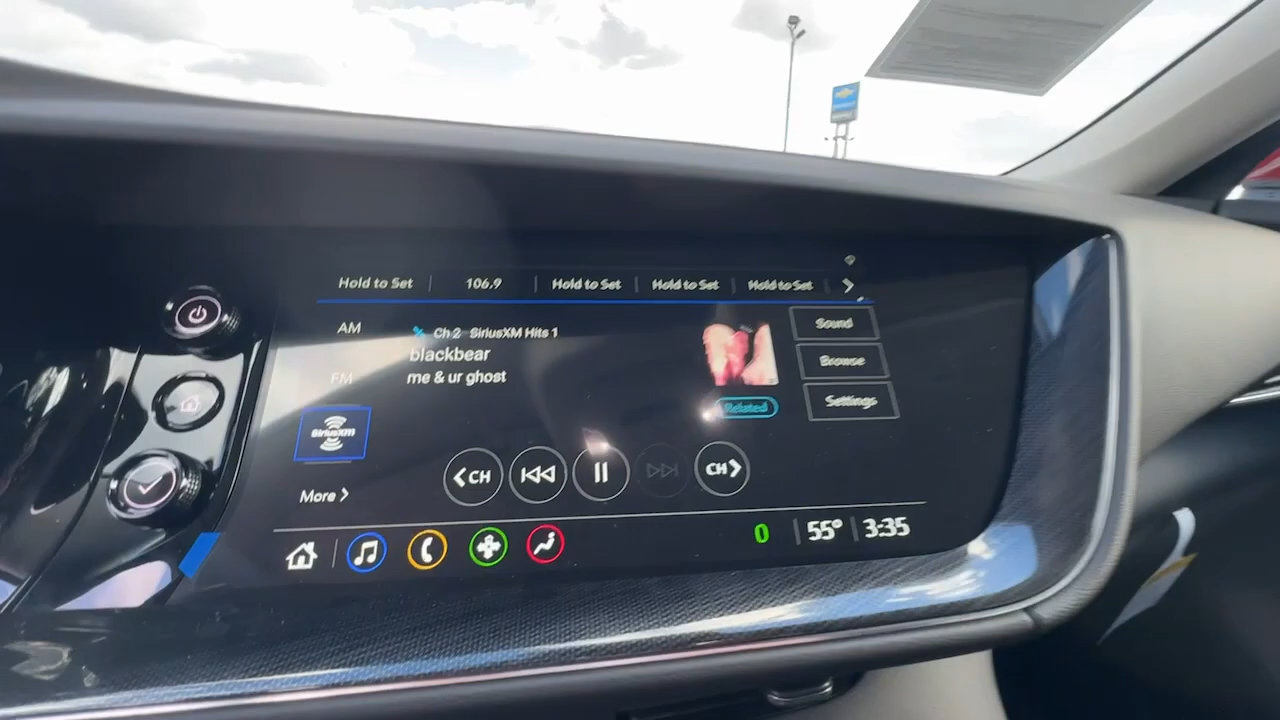 Hold to Set 106.9 Hold to Set Hold to Set Hold to Set
AM
Ch 2 SiriusXM Hits 1
blackbear
me & ur ghost
FM
SiriusXM
More
Sound
Browse
Settings
Related
CH
CH
0 55° 3:35